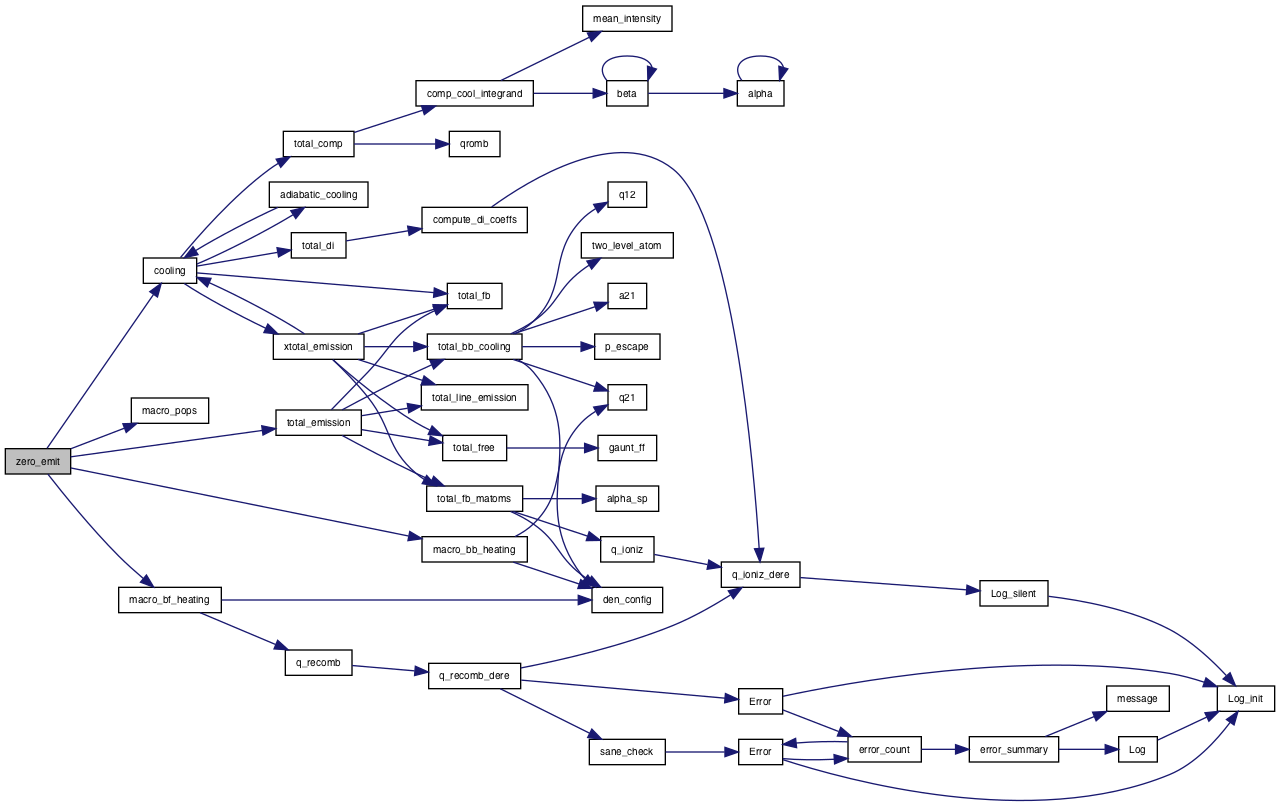 mean_intensity
comp_cool_integrand
beta
alpha
total_comp
qromb
adiabatic_cooling
q12
compute_di_coeffs
total_di
two_level_atom
cooling
total_fb
a21
xtotal_emission
total_bb_cooling
p_escape
total_line_emission
q21
macro_pops
total_emission
total_free
gaunt_ff
zero_emit
total_fb_matoms
alpha_sp
macro_bb_heating
q_ioniz
q_ioniz_dere
macro_bf_heating
den_config
Log_silent
q_recomb
q_recomb_dere
Error
message
Log_init
sane_check
Error
error_count
error_summary
Log